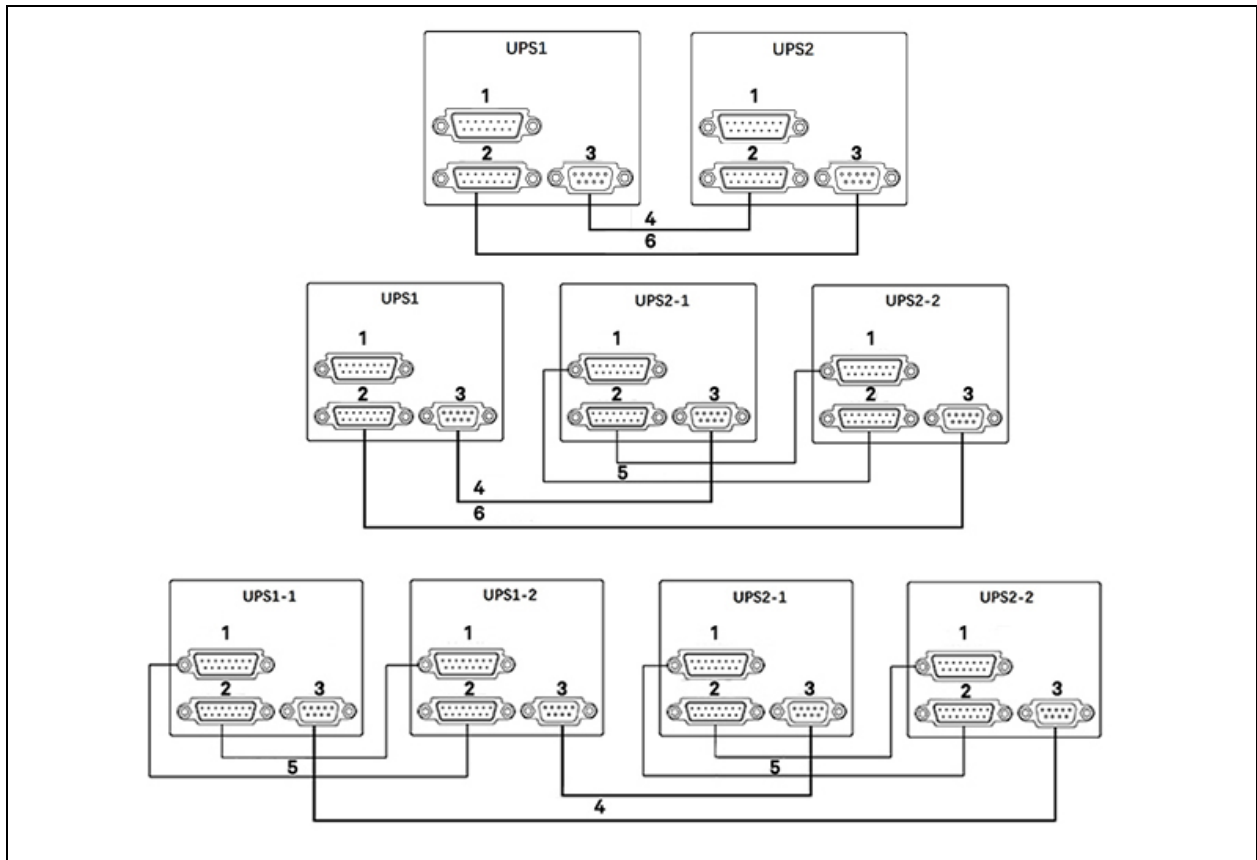 UPS1 UPS2
1 1
2 3 2 3
4
6
UPS1 UPS2-1 UPS2-2
1 1 1
2 3 2 3 2 3
5
4
6
UPS1-1 UPS1-2 UPS2-1 UPS2-2
1 1 1 1
2 3 2 3 2 3 2 3
5 5
4